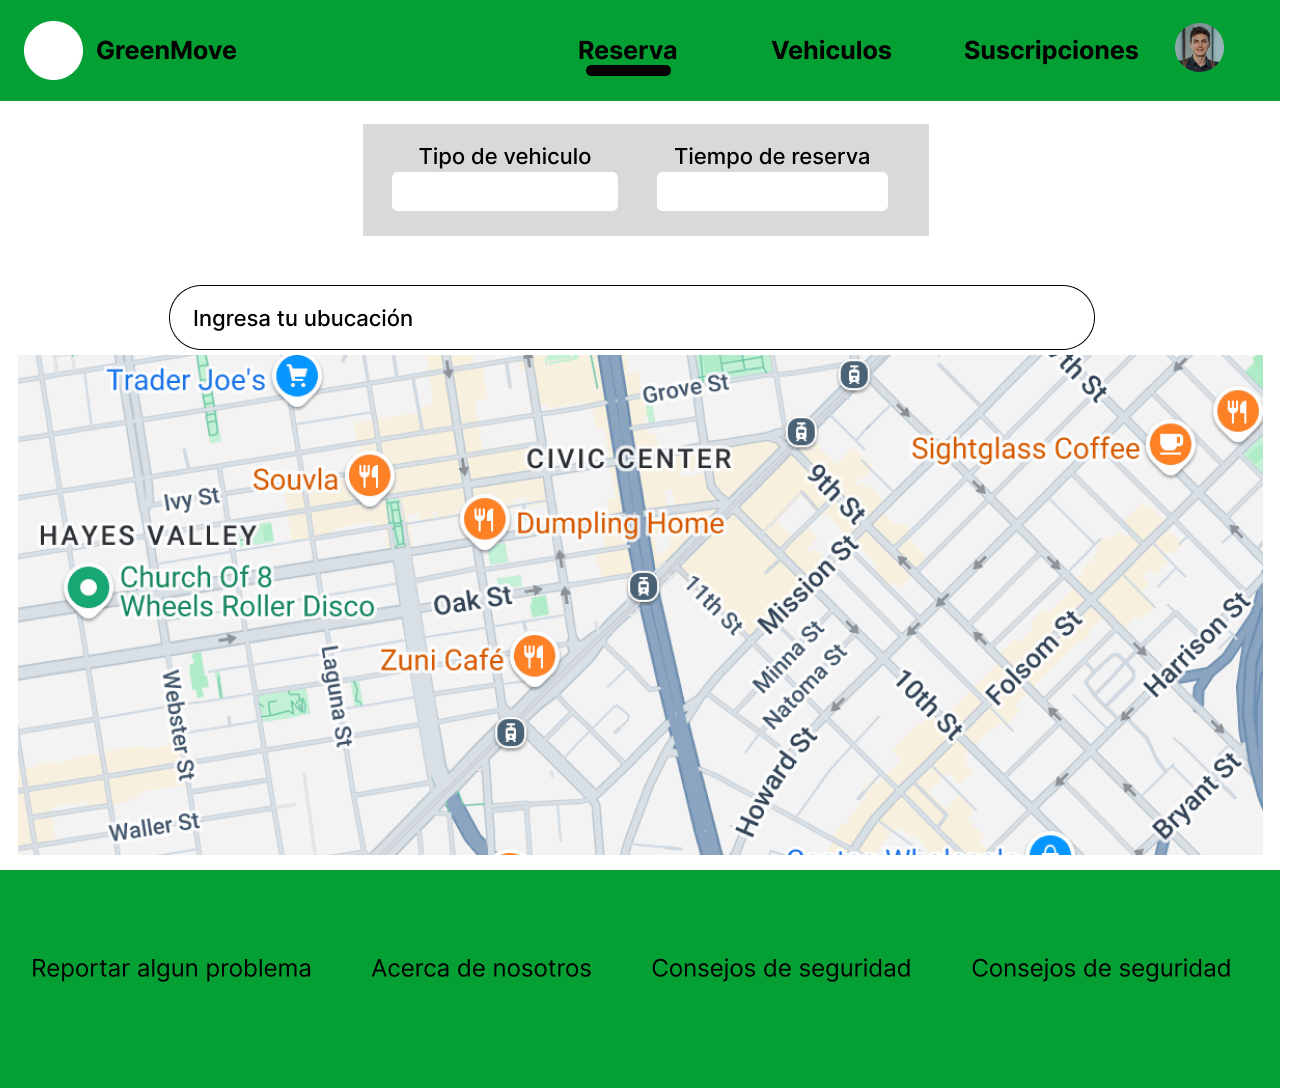 GreenMove
Reserva
Vehiculos
Suscripciones
Tipo de vehiculo
Tiempo de reserva
Ingresa tu ubucación
Trader Joe's
Grove St
9th St
CIVIC CENTER
Sightglass Coffee
Souvla
Ivy St
HAYES VALLEY
Dumpling Home
Church Of 8
Wheels Roller Disco
Oak St
11th St
Mission St
Zuni Café
Minna St
Natoma St
10th St
Folsom St
Harrison St
Webster St
Laguna St
Howard St
Waller St
Bryant St
Reportar algun problema
Acerca de nosotros
Consejos de seguridad
Consejos de seguridad